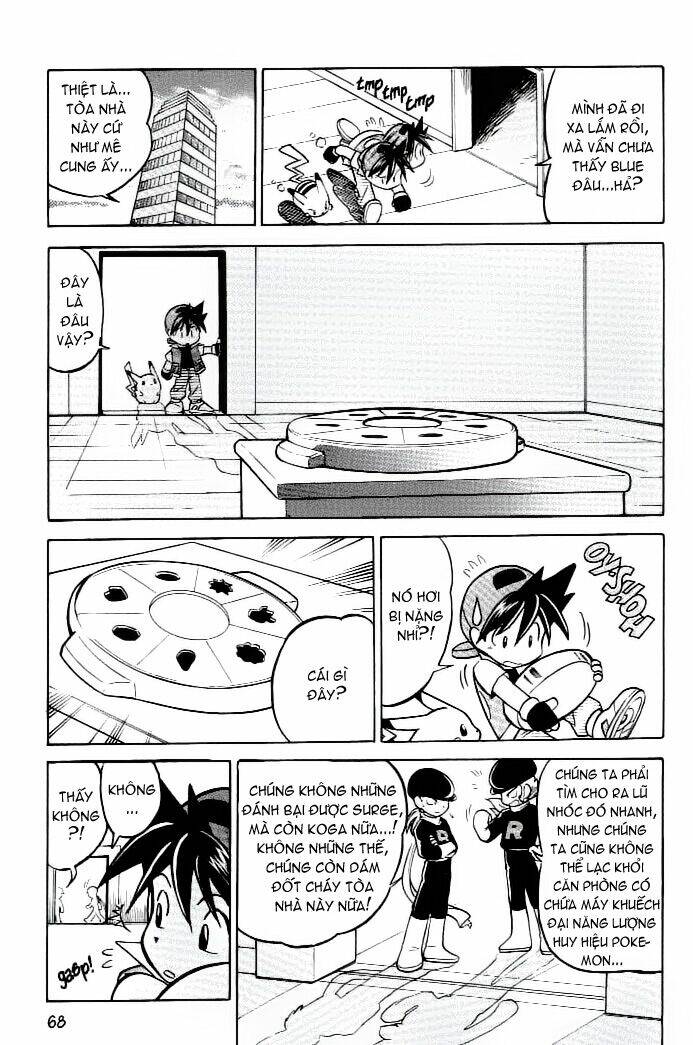 THIỆT LÀ...
TÒA NHÀ
NÀY CỨ
NHƯ MÊ
CUNG ẤY...
tmp
tmp
tmp
MÌNH ĐÃ ĐI
XA LẮM RỒI,
MÀ VẪN CHƯA
THẤY BLUE
ĐÂU...HẢ?
ĐÂY
LÀ
ĐÂU
VẬY?
CÁI GÌ
ĐÂY?
NÓ HƠI
BỊ NẶNG
NHỈ?!
OYSHO
HOH
THẤY
KHÔNG
?!
KHÔNG
...
gasp!
CHÚNG KHÔNG NHỮNG
ĐÁNH BẠI ĐƯỢC SURGE,
MÀ CÒN KOGA NỮA...!
KHÔNG NHỮNG THẾ,
CHÚNG CÒN DÁM
ĐỐT CHÁY TÒA
NHÀ NÀY NỮA!
R
R
CHÚNG TA PHẢI
TÌM CHO RA LŨ
NHÓC ĐÓ NHANH,
NHƯNG CHÚNG
TA CŨNG KHÔNG
THỂ LẠC KHỎI
CĂN PHÒNG CÓ
CHỨA MÁY KHUẾCH
ĐẠI NĂNG LƯỢNG
HUY HIỆU POKE-
MON...
68